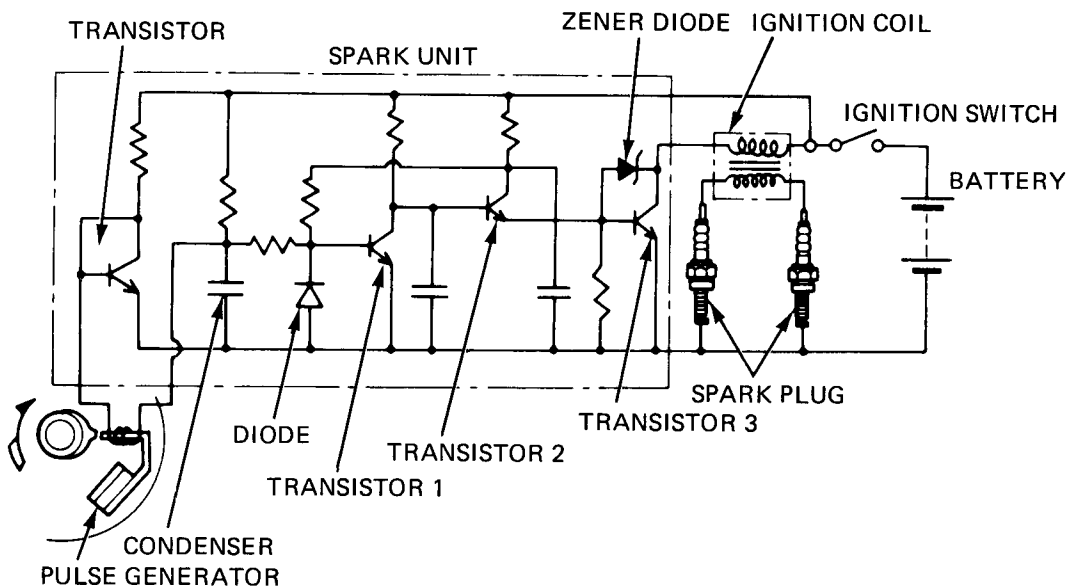 TRANSISTOR
ZENER DIODE
IGNITION COIL
SPARK UNIT
IGNITION SWITCH
BATTERY
SPARK PLUG
TRANSISTOR 3
DIODE
TRANSISTOR 2
TRANSISTOR 1
CONDENSER
PULSE GENERATOR